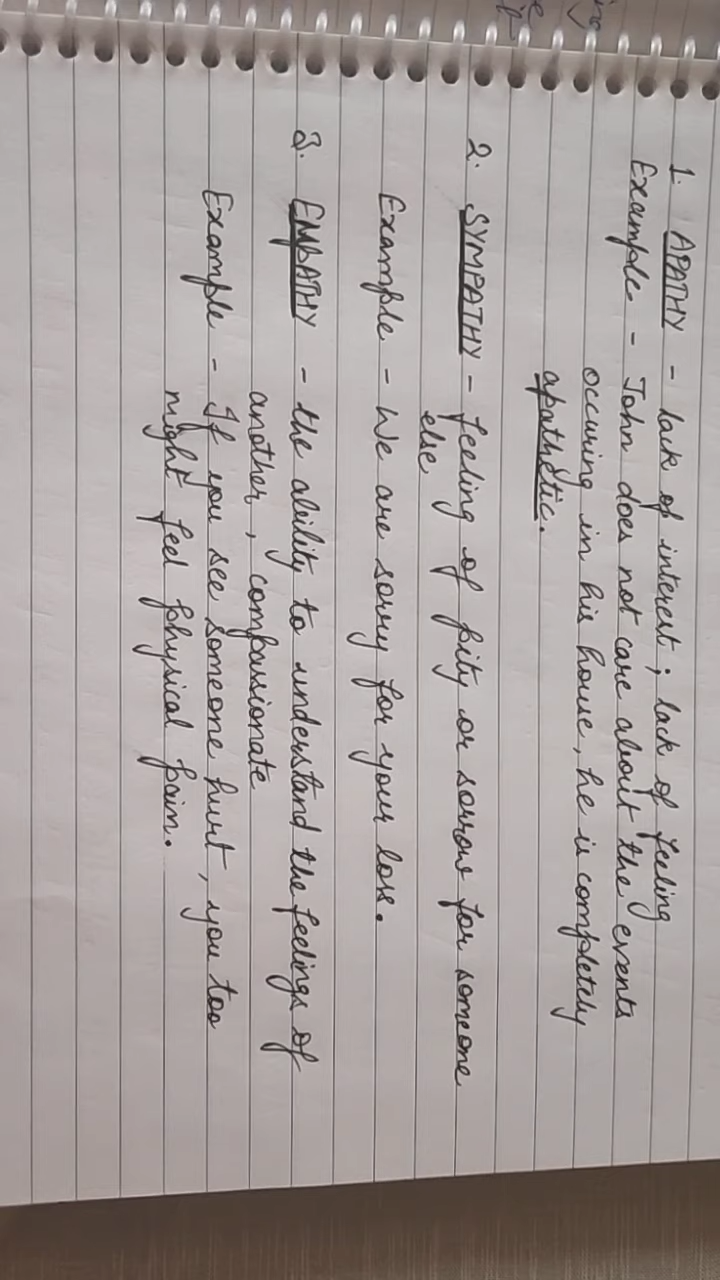 1. APATHY - lack of interest ; lack of feeling
Example - John does not care about the events
occuring in his house, he is completely
apathetic.
2. SYMPATHY - feeling of pity or sorrow for someone
else
Example - We are sorry for your loss.
3. EMPATHY - the ability to understand the feelings of
another, compassionate
Example - If you see someone hurt, you too
might feel physical pain.